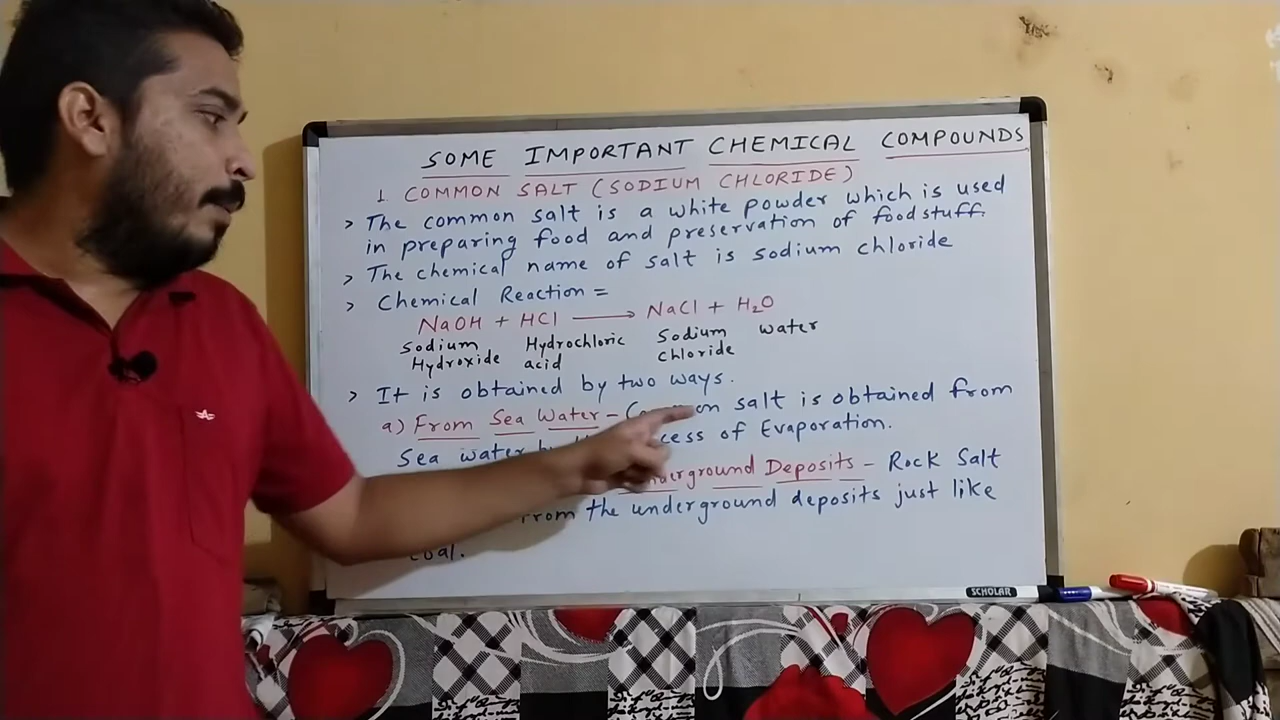 SOME IMPORTANT CHEMICAL COMPOUNDS
1. COMMON SALT (SODIUM CHLORIDE)
> The common salt is a white powder which is used
in preparing food and preservation of foodstuff.
> The chemical name of salt is sodium chloride
> Chemical Reaction =
NaOH + HCl ⟶ NaCl + H₂O
Sodium Hydroxide Hydrochloric acid Sodium chloride water
> It is obtained by two ways.
a) From Sea Water - salt is obtained from
Sea water of Evaporation.
Deposits - Rock Salt
from the underground deposits just like
coal.
SCHOLAR